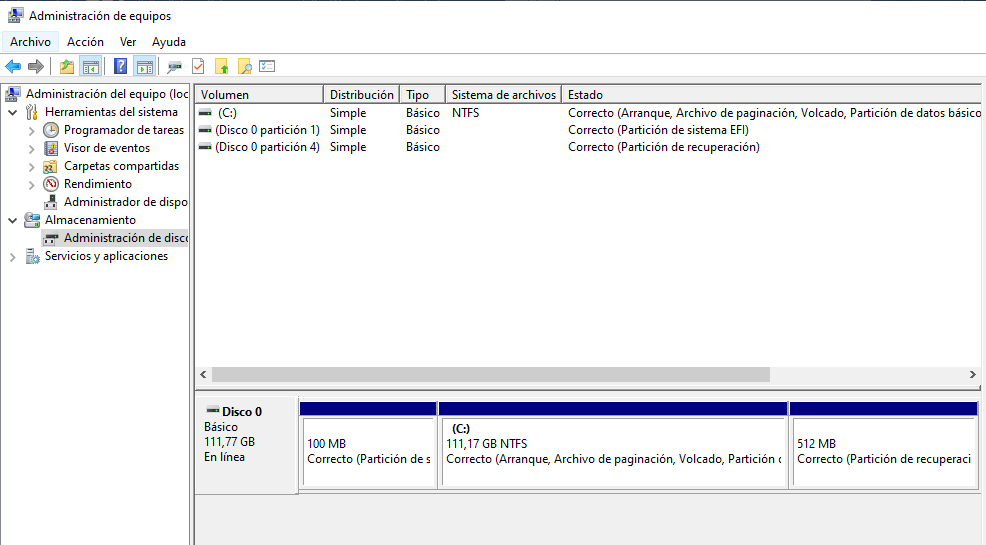 Administración de equipos
Archivo Acción Ver Ayuda
Administración del equipo (loc
Herramientas del sistema
Programador de tareas
Visor de eventos
Carpetas compartidas
Rendimiento
Administrador de dispo
Almacenamiento
Administración de disco
Servicios y aplicaciones
Volumen Distribución Tipo Sistema de archivos Estado
(C:) Simple Básico NTFS Correcto (Arranque, Archivo de paginación, Volcado, Partición de datos básico
(Disco 0 partición 1) Simple Básico Correcto (Partición de sistema EFI)
(Disco 0 partición 4) Simple Básico Correcto (Partición de recuperación)
Disco 0
Básico
111,77 GB
En línea
100 MB
Correcto (Partición de s
(C:)
111,17 GB NTFS
Correcto (Arranque, Archivo de paginación, Volcado, Partición
512 MB
Correcto (Partición de recuperaci